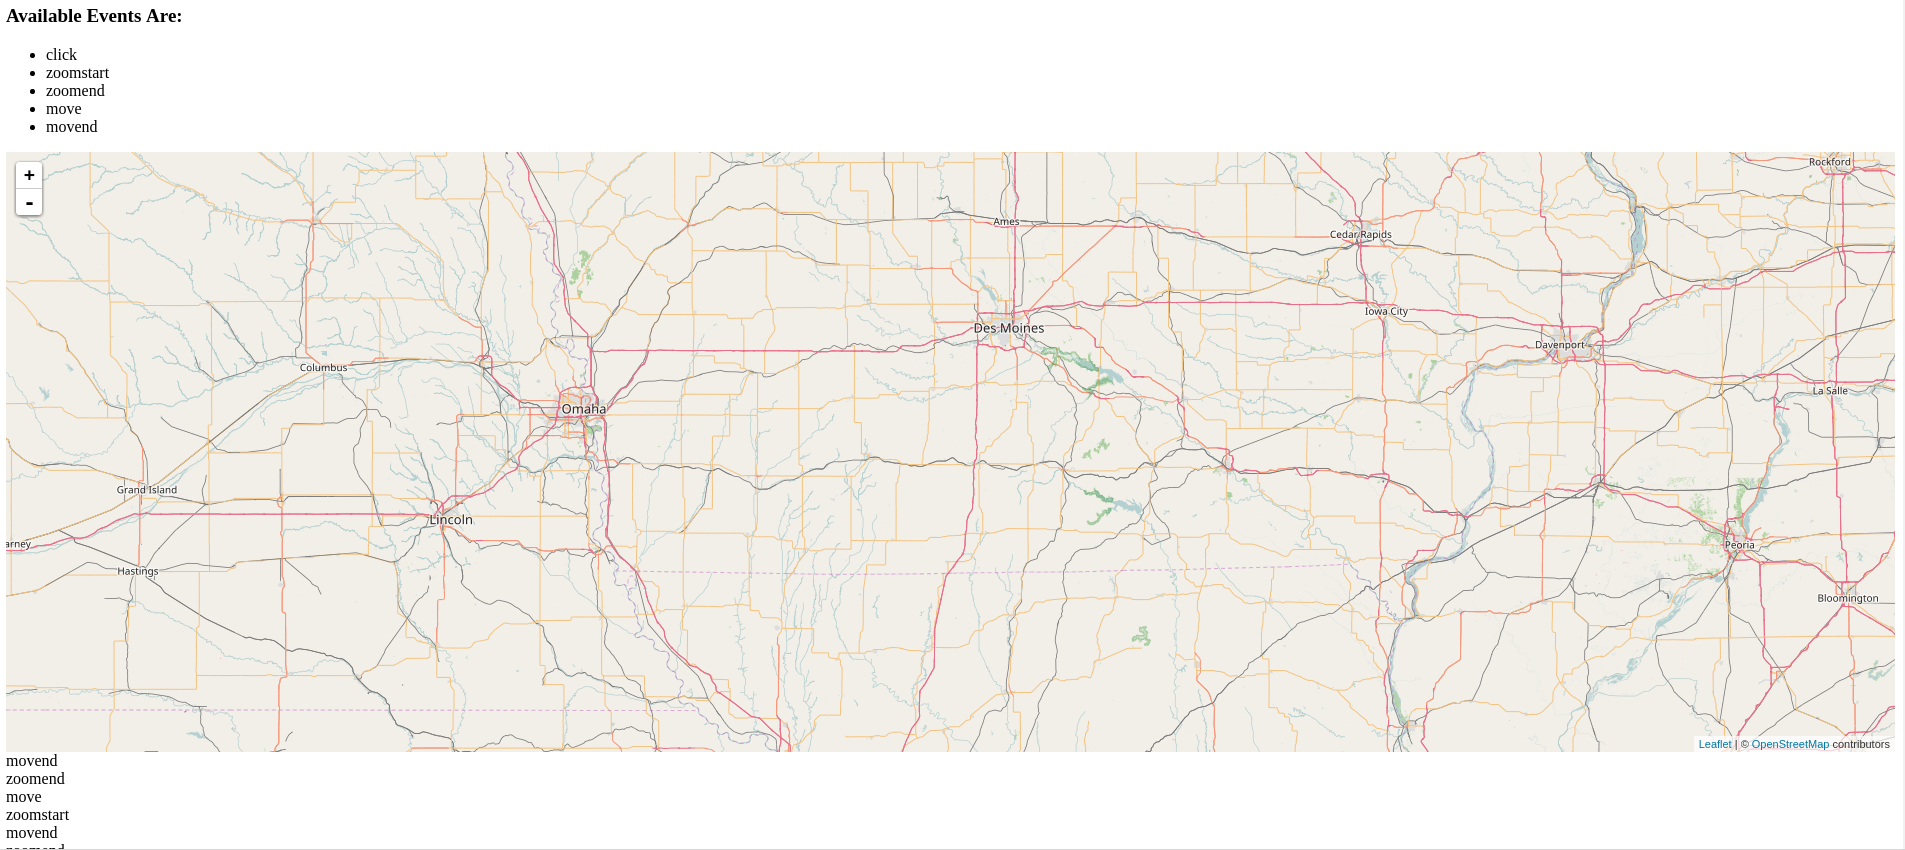 Available Events Are:
click
zoomstart
zoomend
move
movend
+
-
Rockford
Ames
Cedar Rapids
Iowa City
Des Moines
Davenport
Columbus
La Salle
Omaha
Grand Island
Lincoln
arney
Peoria
Hastings
Bloomington
Leaflet | © OpenStreetMap contributors
movend
zoomend
move
zoomstart
movend
zoomend